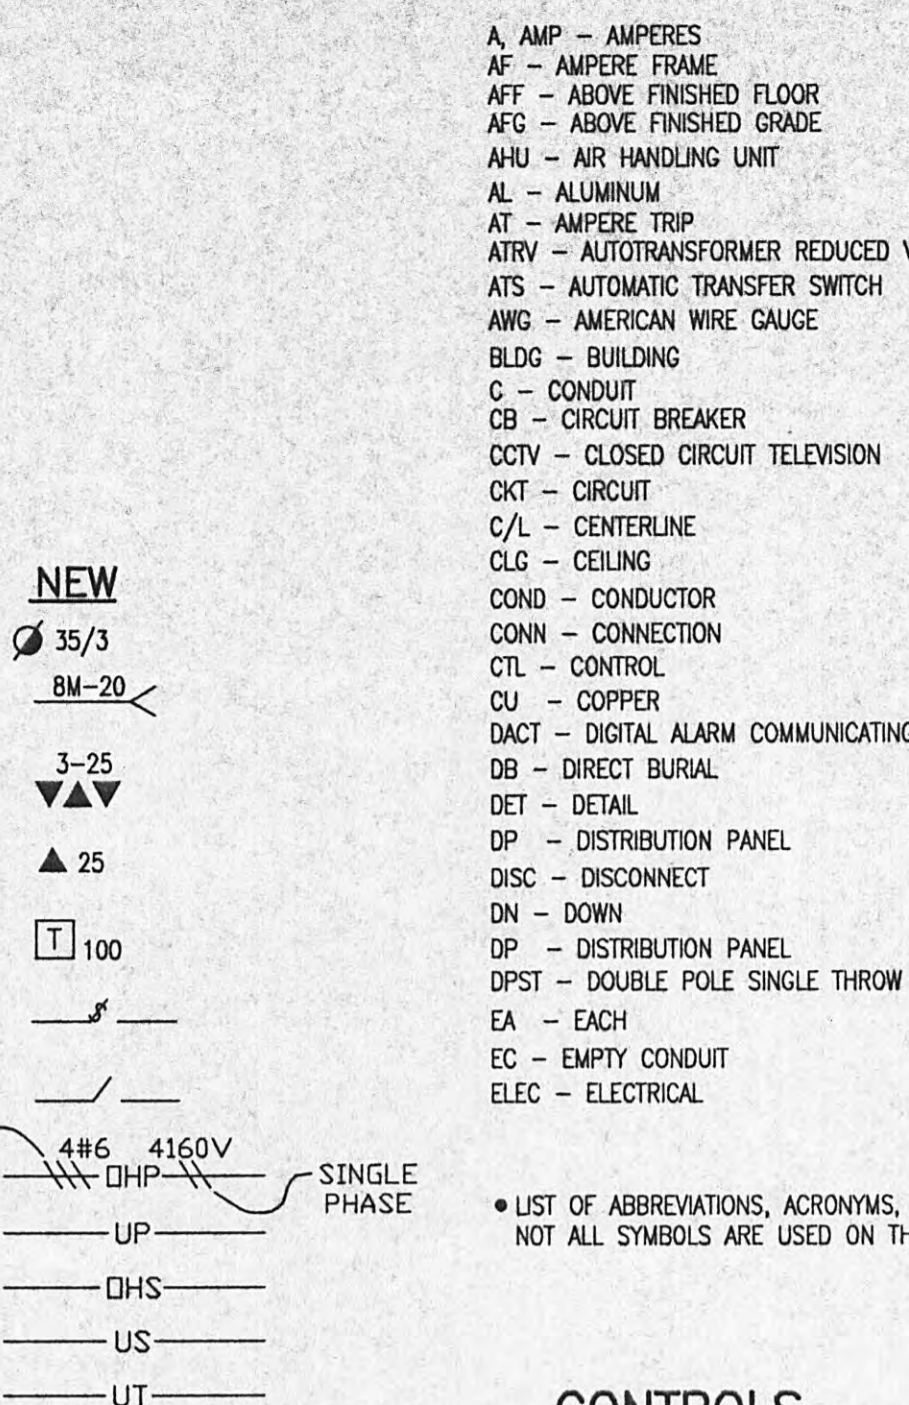 NEW
35/3
8M-20
3-25
25
T 100
4#6 4160V
OHP
SINGLE
PHASE
UP
OHS
US
UT
A, AMP – AMPERES
AF – AMPERE FRAME
AFF – ABOVE FINISHED FLOOR
AFG – ABOVE FINISHED GRADE
AHU – AIR HANDLING UNIT
AL – ALUMINUM
AT – AMPERE TRIP
ATRV – AUTOTRANSFORMER REDUCED
ATS – AUTOMATIC TRANSFER SWITCH
AWG – AMERICAN WIRE GAUGE
BLDG – BUILDING
C – CONDUIT
CB – CIRCUIT BREAKER
CCTV – CLOSED CIRCUIT TELEVISION
CKT – CIRCUIT
C/L – CENTERLINE
CLG – CEILING
COND – CONDUCTOR
CONN – CONNECTION
CTL – CONTROL
CU – COPPER
DACT – DIGITAL ALARM COMMUNICATING
DB – DIRECT BURIAL
DET – DETAIL
DP – DISTRIBUTION PANEL
DISC – DISCONNECT
DN – DOWN
DP – DISTRIBUTION PANEL
DPST – DOUBLE POLE SINGLE THROW
EA – EACH
EC – EMPTY CONDUIT
ELEC – ELECTRICAL
• LIST OF ABBREVIATIONS, ACRONYMS,
NOT ALL SYMBOLS ARE USED ON
CONTROLS